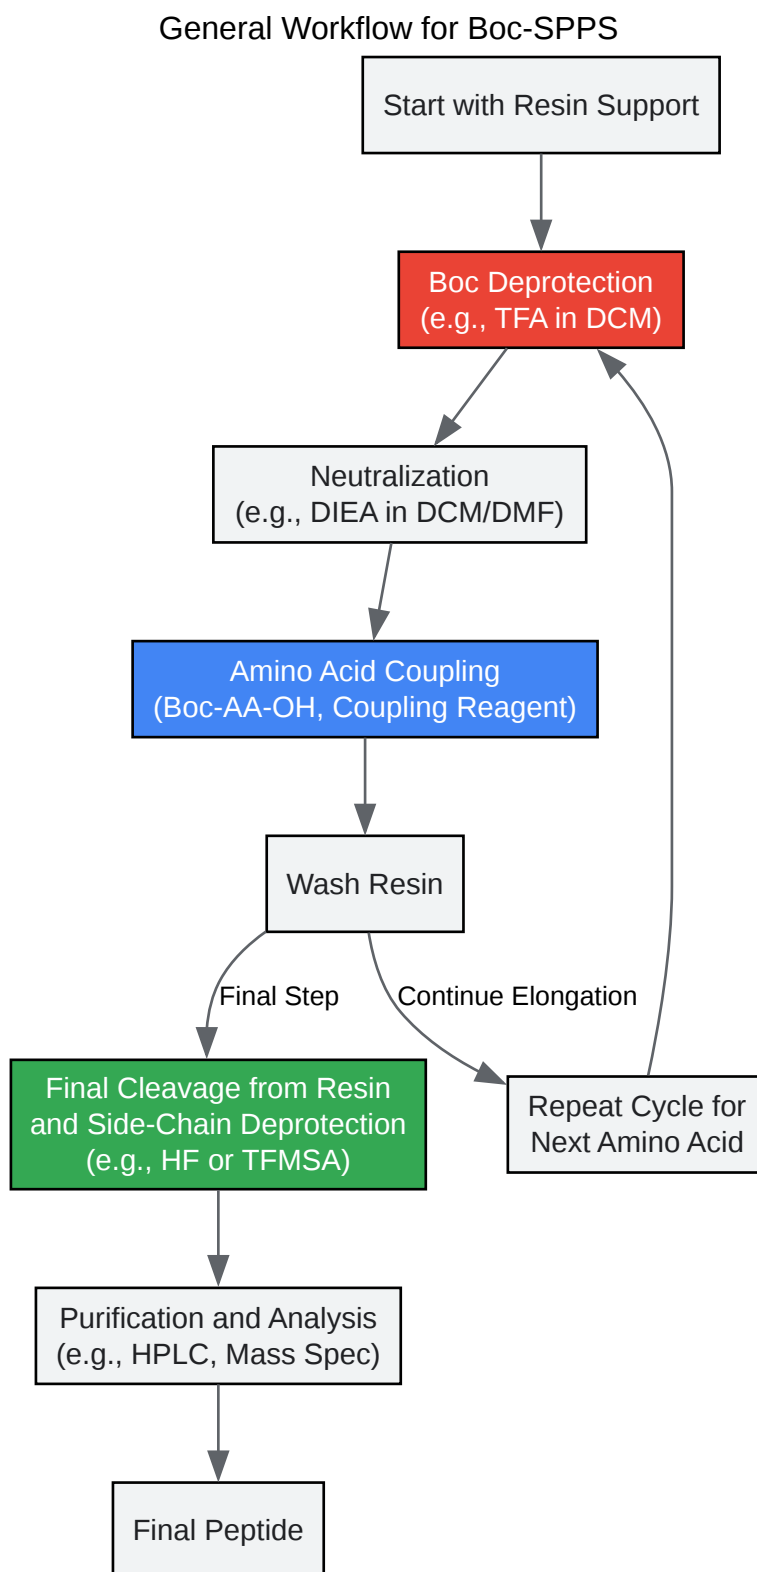 General Workflow for Boc-SPPS
Start with Resin Support
Boc Deprotection
(e.g., TFA in DCM)
Neutralization
(e.g., DIEA in DCM/DMF)
Amino Acid Coupling
(Boc-AA-OH, Coupling Reagent)
Wash Resin
Final Step
Continue Elongation
Final Cleavage from Resin
and Side-Chain Deprotection
(e.g., HF or TFMSA)
Repeat Cycle for
Next Amino Acid
Purification and Analysis
(e.g., HPLC, Mass Spec)
Final Peptide